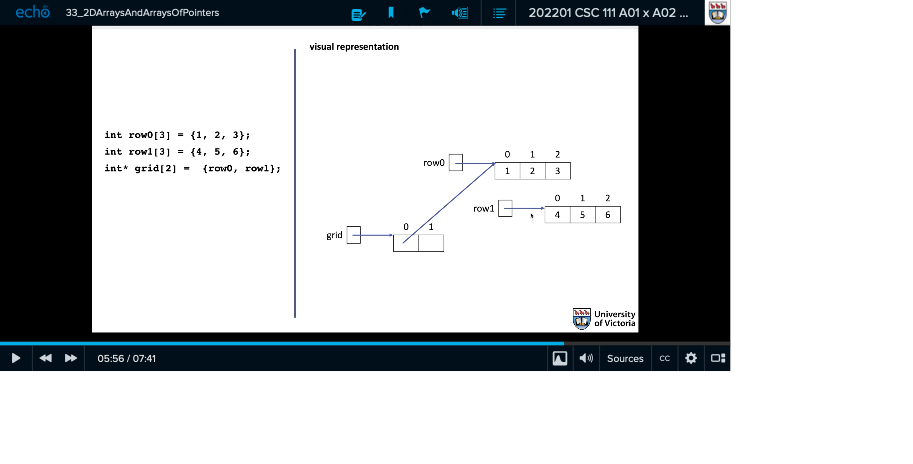 echo
33_2DArraysAndArraysOfPointers
202201 CSC 111 A01 x A02 ...
visual representation
int row0[3] = {1, 2, 3};
int row1[3] = {4, 5, 6};
int* grid[2] = {row0, row1};
0 1 2
row0
1 2 3
0 1 2
row1
4 5 6
0 1
grid
University
of Victoria
05:56 / 07:41
Sources
CC